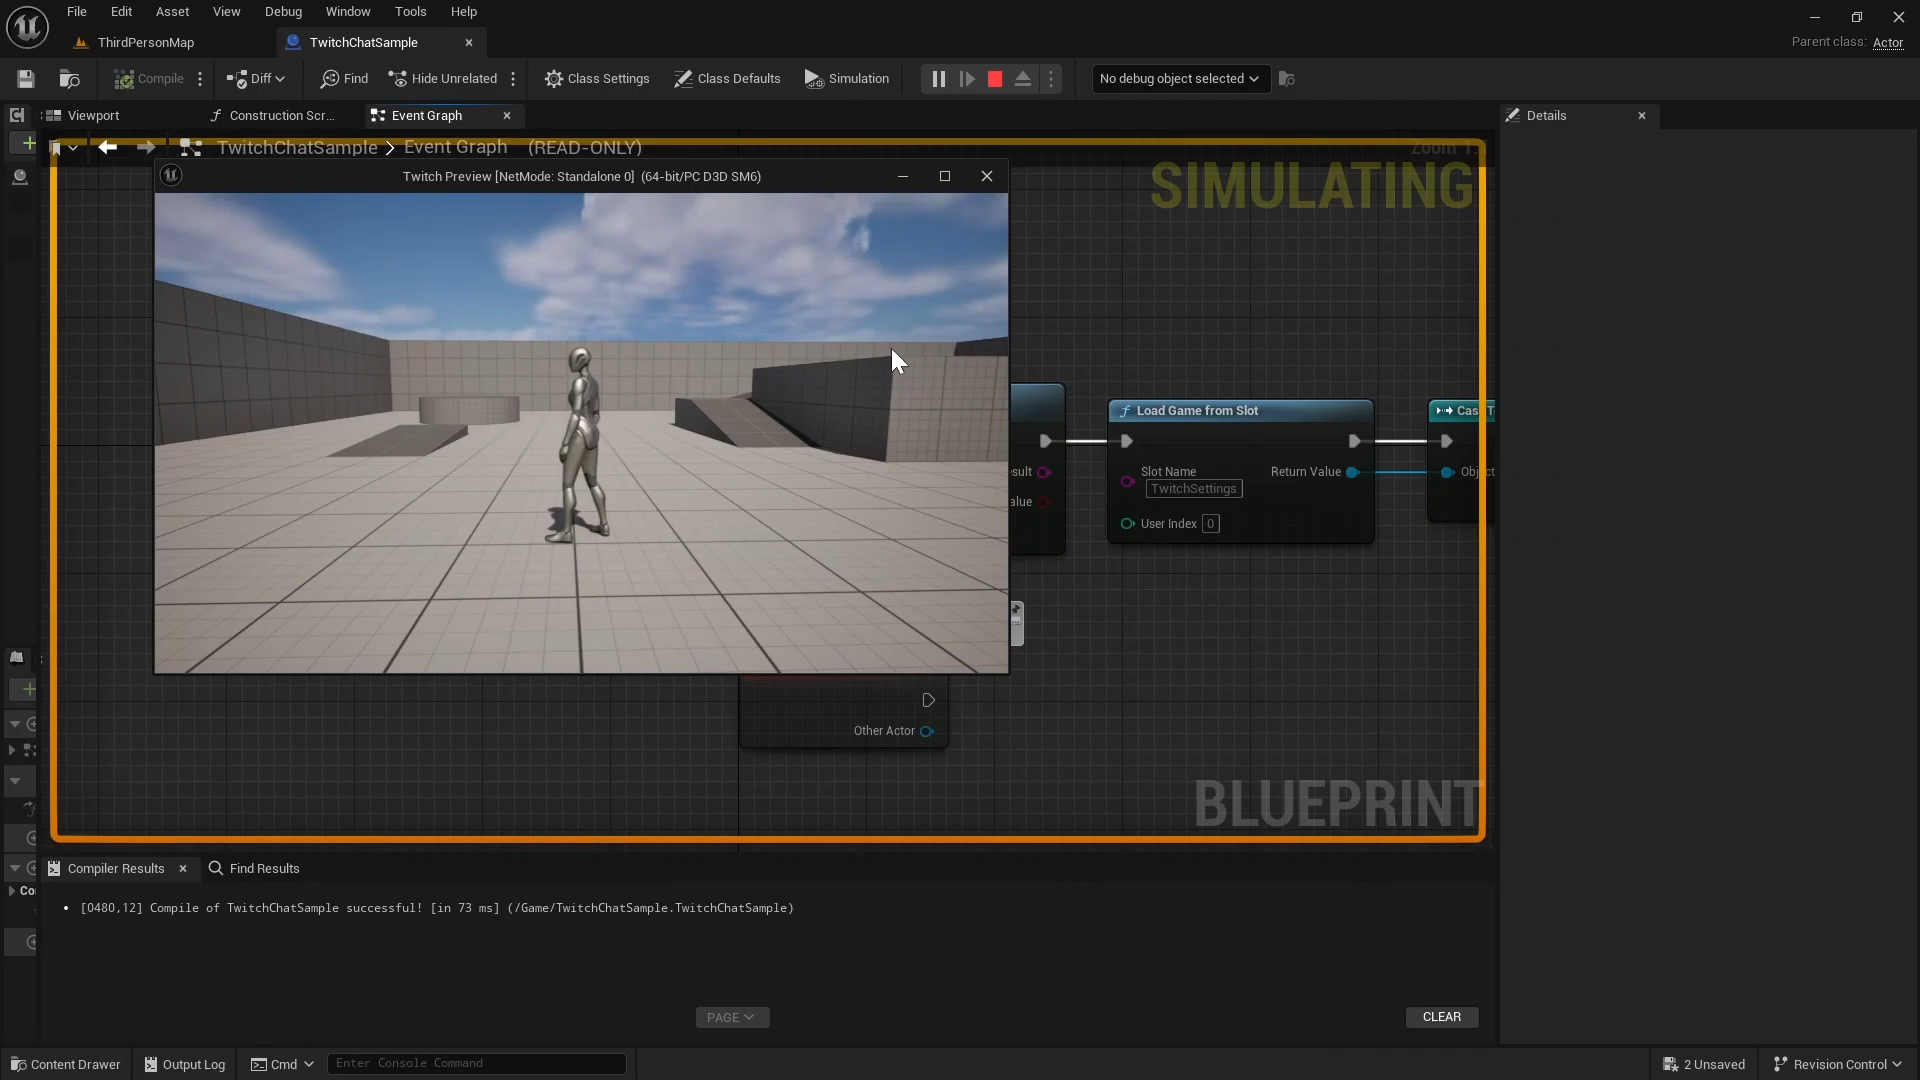 File Edit Asset View Debug Window Tools Help
ThirdPersonMap TwitchChatSample
Parent class: Actor
Compile Diff Find Hide Unrelated Class Settings Class Defaults Simulation No debug object selected
Viewport Construction Scr... Event Graph Details
TwitchChatSample > Event Graph (READ-ONLY)
Zoom 1:
SIMULATING
Twitch Preview [NetMode: Standalone 0] (64-bit/PC D3D SM6)
Load Game from Slot
Slot Name
TwitchSettings
Return Value
User Index 0
Other Actor
BLUEPRINT
Compiler Results Find Results
• [0480,12] Compile of TwitchChatSample successful! [in 73 ms] (/Game/TwitchChatSample.TwitchChatSample)
PAGE
CLEAR
Content Drawer Output Log Cmd Enter Console Command 2 Unsaved Revision Control